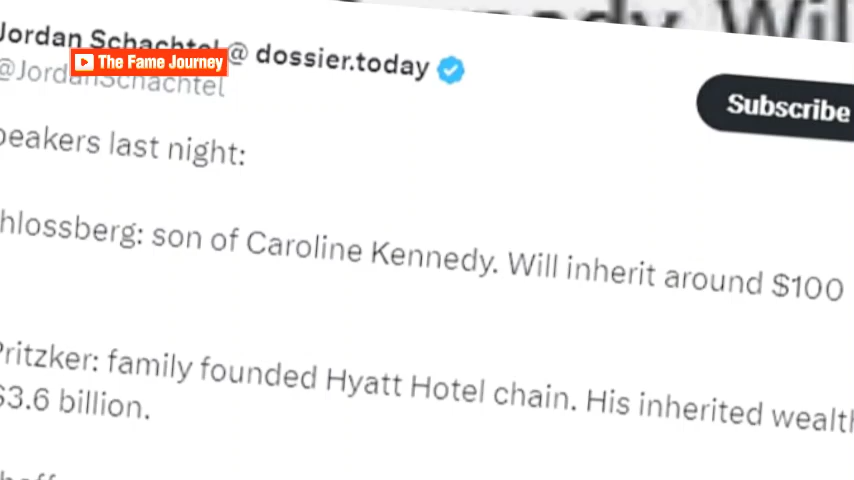 Jordan Schachtel @ dossier.today
The Fame Journey
@JordanSchachtel
Subscribe
peakers last night:
hlossberg: son of Caroline Kennedy. Will inherit around $100
Pritzker: family founded Hyatt Hotel chain. His inherited wealth
$3.6 billion.